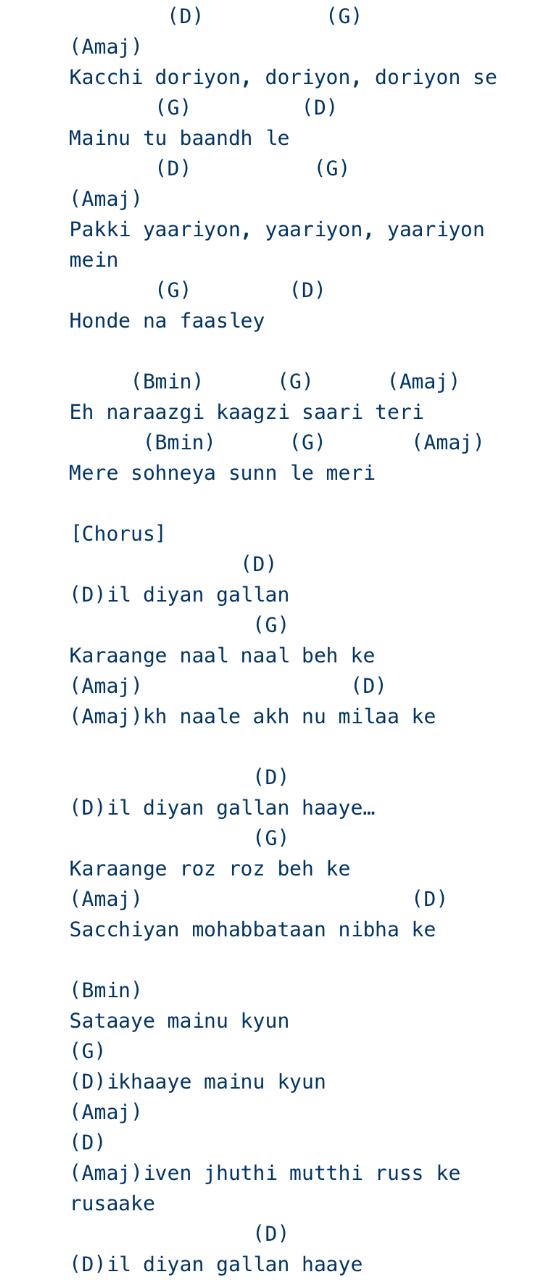 (D) (G)
(Amaj)
Kacchi doriyon, doriyon, doriyon se
(G) (D)
Mainu tu baandh le
(D) (G)
(Amaj)
Pakki yaariyon, yaariyon, yaariyon
mein
(G) (D)
Honde na faasley
(Bmin) (G) (Amaj)
Eh naraazgi kaagzi saari teri
(Bmin) (G) (Amaj)
Mere sohneya sunn le meri
[Chorus]
(D)
(D)il diyan gallan
(G)
Karaange naal naal beh ke
(Amaj) (D)
(Amaj)kh naale akh nu milaa ke
(D)
(D)il diyan gallan haaye…
(G)
Karaange roz roz beh ke
(Amaj) (D)
Sacchiyan mohabbataan nibha ke
(Bmin)
Sataaye mainu kyun
(G)
(D)ikhaaye mainu kyun
(Amaj)
(D)
(Amaj)iven jhuthi mutthi russ ke
rusaake
(D)
(D)il diyan gallan haaye